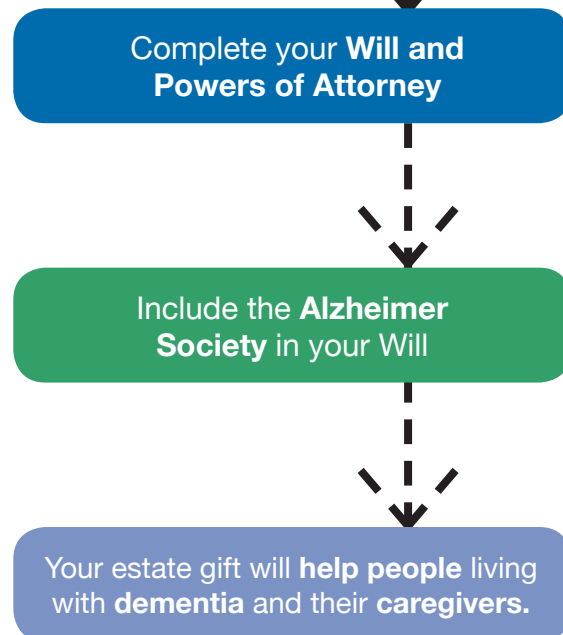 Complete your Will and
Powers of Attorney
Include the Alzheimer
Society in your Will
Your estate gift will help people living
with dementia and their caregivers.